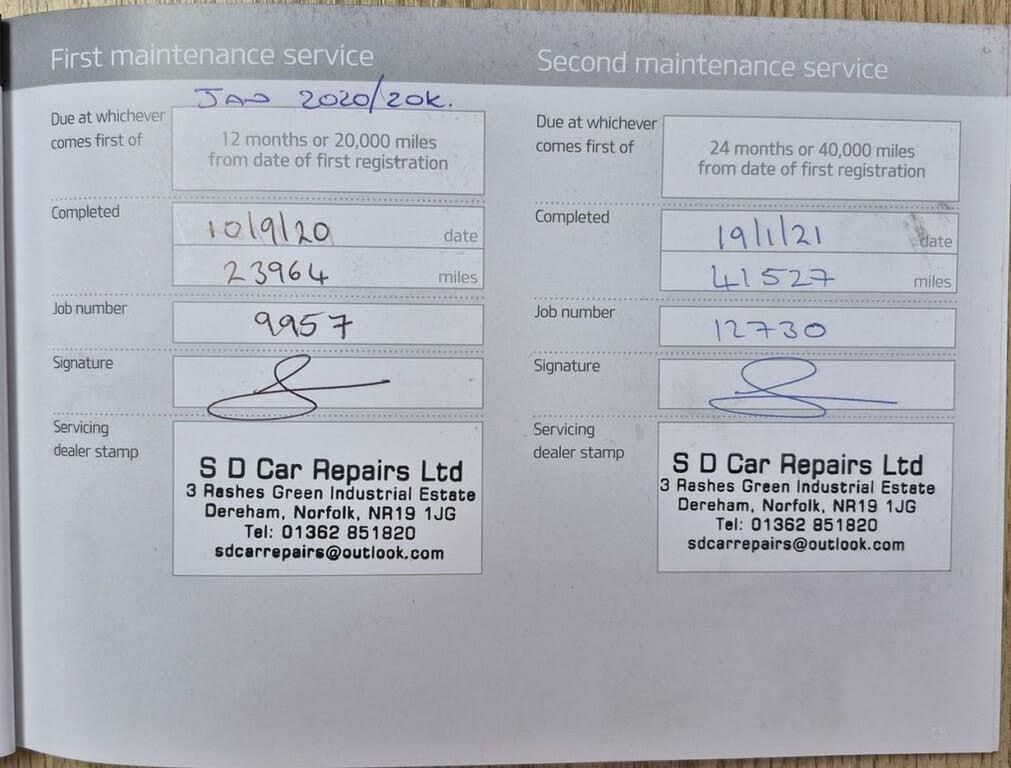 First maintenance service
JAN 2020/20K.
Due at whichever
comes first of
12 months or 20,000 miles
from date of first registration
Completed
10/9/20 date
23964 miles
Job number
9957
Signature
Servicing
dealer stamp
S D Car Repairs Ltd
3 Rashes Green Industrial Estate
Dereham, Norfolk, NR19 1JG
Tel: 01362 851820
sdcarrepairs@outlook.com
Second maintenance service
Due at whichever
comes first of
24 months or 40,000 miles
from date of first registration
Completed
19/1/21 date
41527 miles
Job number
12730
Signature
Servicing
dealer stamp
S D Car Repairs Ltd
3 Rashes Green Industrial Estate
Dereham, Norfolk, NR19 1JG
Tel: 01362 851820
sdcarrepairs@outlook.com